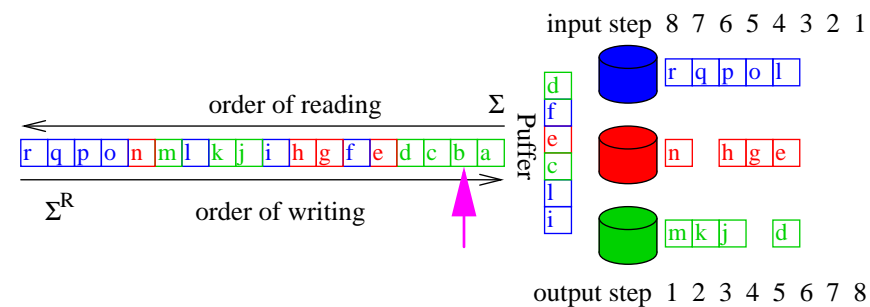 input step 8 7 6 5 4 3 2 1
r q p o l
order of reading Σ
r q p o n m l k j i h g f e d c b a
Σ^R order of writing
Puffer
d
f
e
c
l
i
n h g e
m k j d
output step 1 2 3 4 5 6 7 8